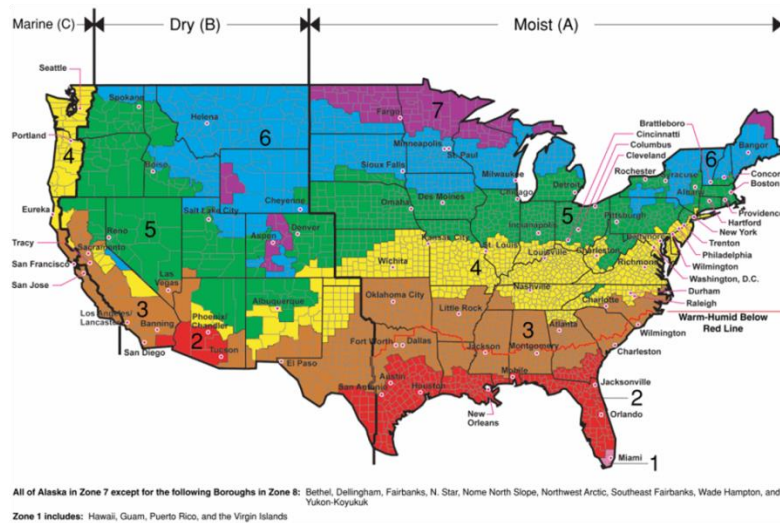 Marine (C)
Dry (B)
Moist (A)
Seattle
Spokane
Portland
Helena
Fargo
7
6
4
Brattleboro
Cincinnati
Columbus
Cleveland
Bangor
Minneapolis
St. Paul
Boise
Sioux Falls
Milwaukee
Rochester
Syracuse
6
Concord
Boston
Albany
Eureka
Cheyenne
Salt Lake City
Omaha
Des Moines
Chicago
Detroit
5
Pittsburgh
Providence
Hartford
New York
Reno
5
Aspen
Denver
Indianapolis
Tracy
Sacramento
Kansas City
St. Louis
Louisville
Charleston
Richmond
Trenton
Philadelphia
Wilmington
Washington, D.C.
San Francisco
San Jose
Las Vegas
Wichita
4
Nashville
Durham
Raleigh
3
Albuquerque
Oklahoma City
Little Rock
Charlotte
Warm-Humid Below
Red Line
Los Angeles/
Lancaster
Banning
Phoenix/
Chandler
2
Tucson
3
Atlanta
Wilmington
San Diego
El Paso
Fort Worth
Dallas
Jackson
Montgomery
Charleston
San Antonio
Austin
Houston
Mobile
Jacksonville
New
Orleans
2
Orlando
Miami
1
All of Alaska in Zone 7 except for the following Boroughs in Zone 8: Bethel, Dellingham, Fairbanks, N. Star, Nome North Slope, Northwest Arctic, Southeast Fairbanks, Wade Hampton, and
Yukon-Koyukuk
Zone 1 includes: Hawaii, Guam, Puerto Rico, and the Virgin Islands